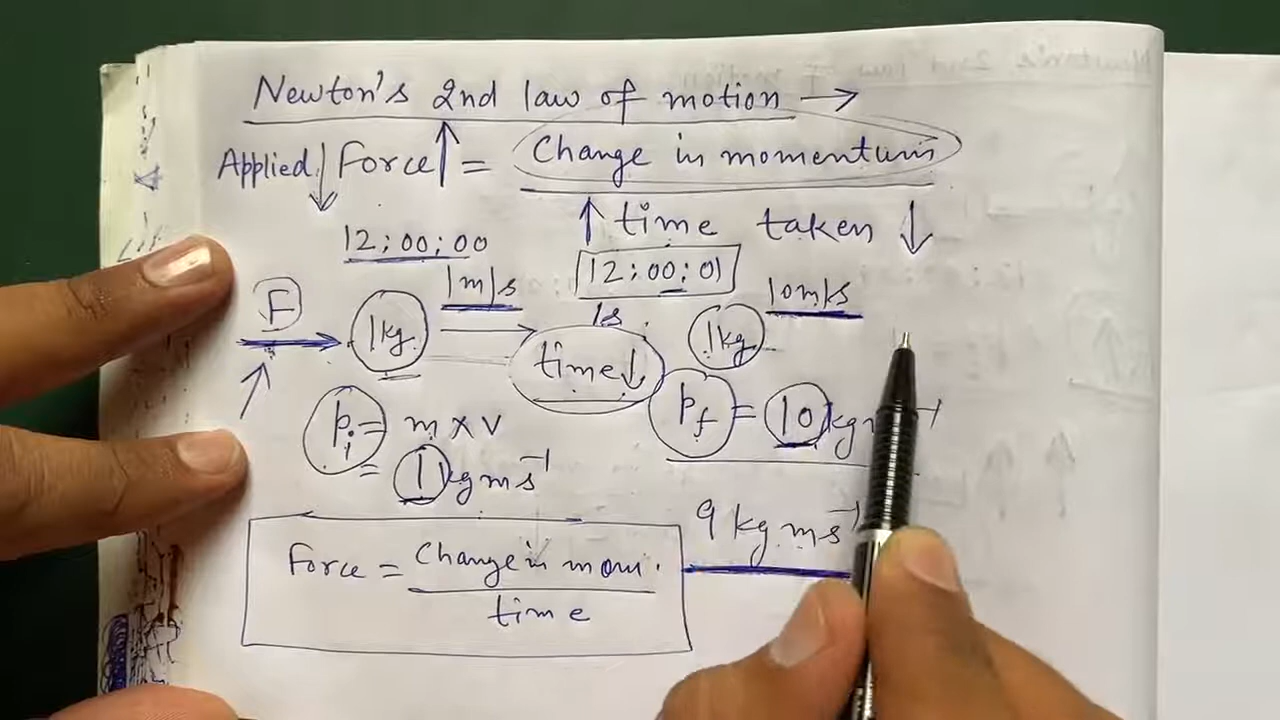 Newton's 2nd law of motion →
Applied ↓ Force ↑ = Change in momentum
↑ time taken ↓
12:00:00
12:00:01
F
1kg
1m/s
1s
time↓
1kg
10m/s
Pi = m x v
= 1kgms⁻¹
Pf = 10 kg m ⁻¹
9 kg ms⁻¹
Force = Change in mom.
time